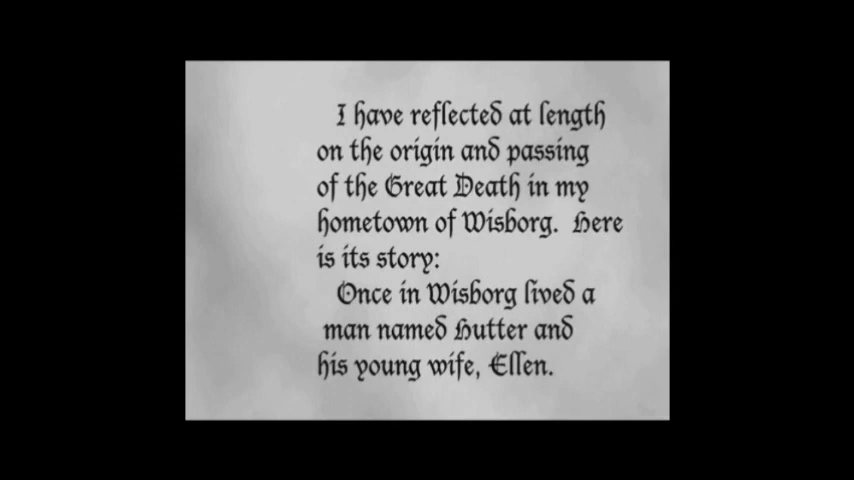 I have reflected at length
on the origin and passing
of the Great Death in my
hometown of Wisborg. Here
is its story:
Once in Wisborg lived a
man named Hutter and
his young wife, Ellen.